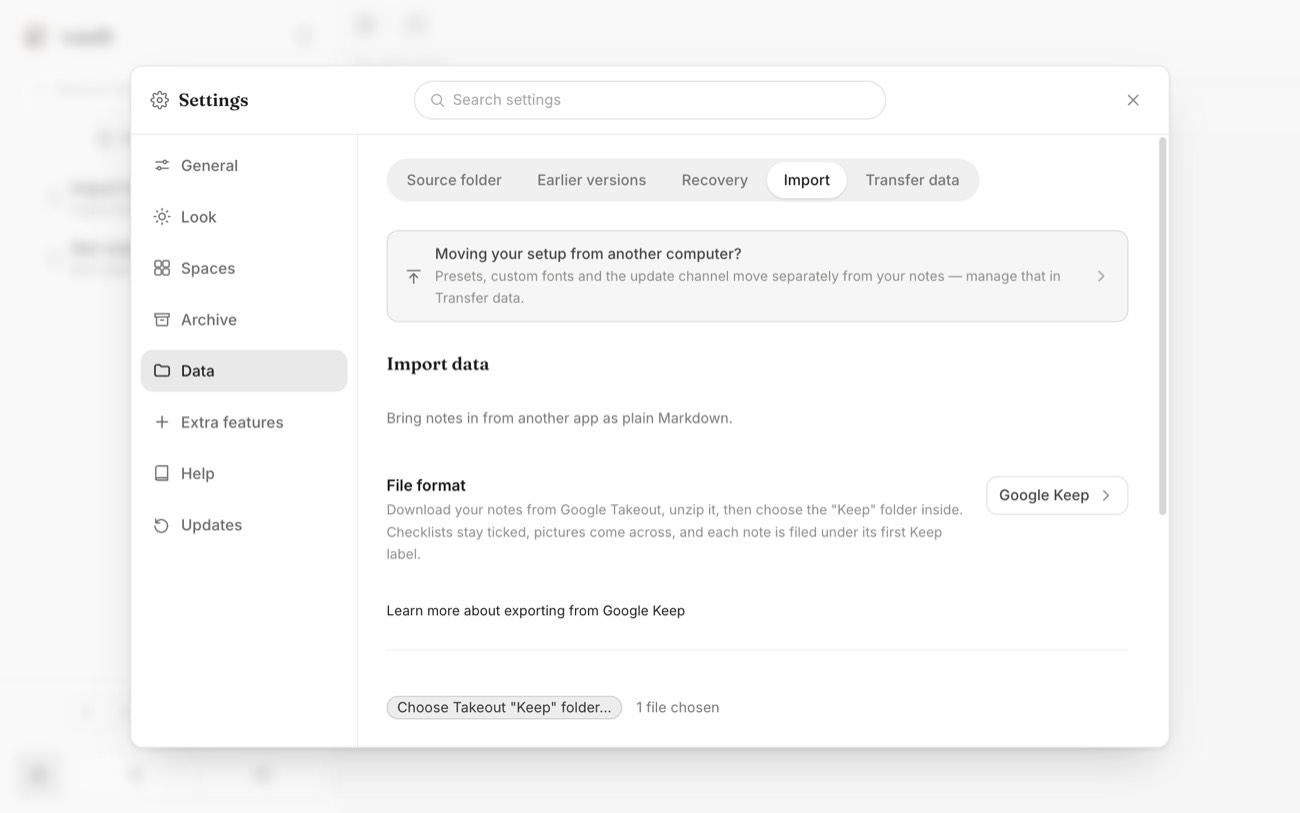 Settings
Search settings
General
Look
Spaces
Archive
Data
Extra features
Help
Updates
Source folder
Earlier versions
Recovery
Import
Transfer data
Moving your setup from another computer?
Presets, custom fonts and the update channel move separately from your notes — manage that in
Transfer data.
Import data
Bring notes in from another app as plain Markdown.
File format
Download your notes from Google Takeout, unzip it, then choose the "Keep" folder inside.
Checklists stay ticked, pictures come across, and each note is filed under its first Keep
label.
Google Keep
Learn more about exporting from Google Keep
Choose Takeout "Keep" folder...
1 file chosen